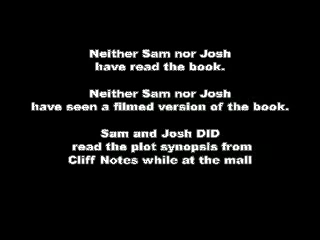 Neither Sam nor Josh
have read the book.
Neither Sam nor Josh
have seen a filmed version of the book.
Sam and Josh DID
read the plot synopsis from
Cliff Notes while at the mall